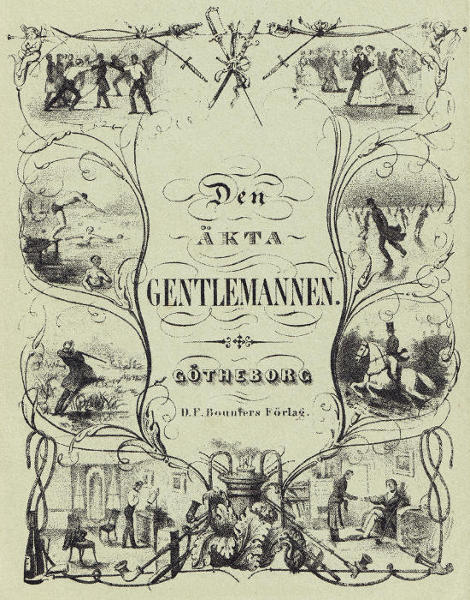 Den
ÄKTA
GENTLEMANNEN.
GÖTHEBORG
D. F. Bonniers Förlag.